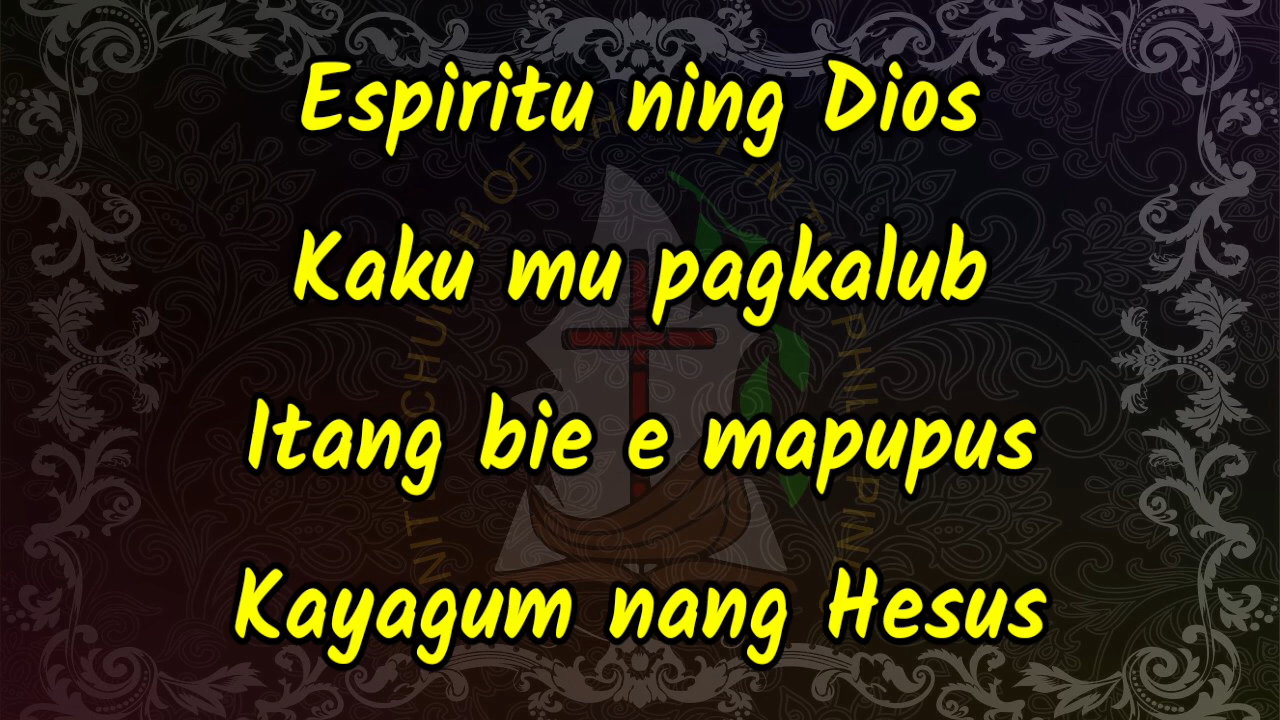 Espiritu ning Dios
Kaku mu pagkalub
Itang bie e mapupus
Kayagum nang Hesus